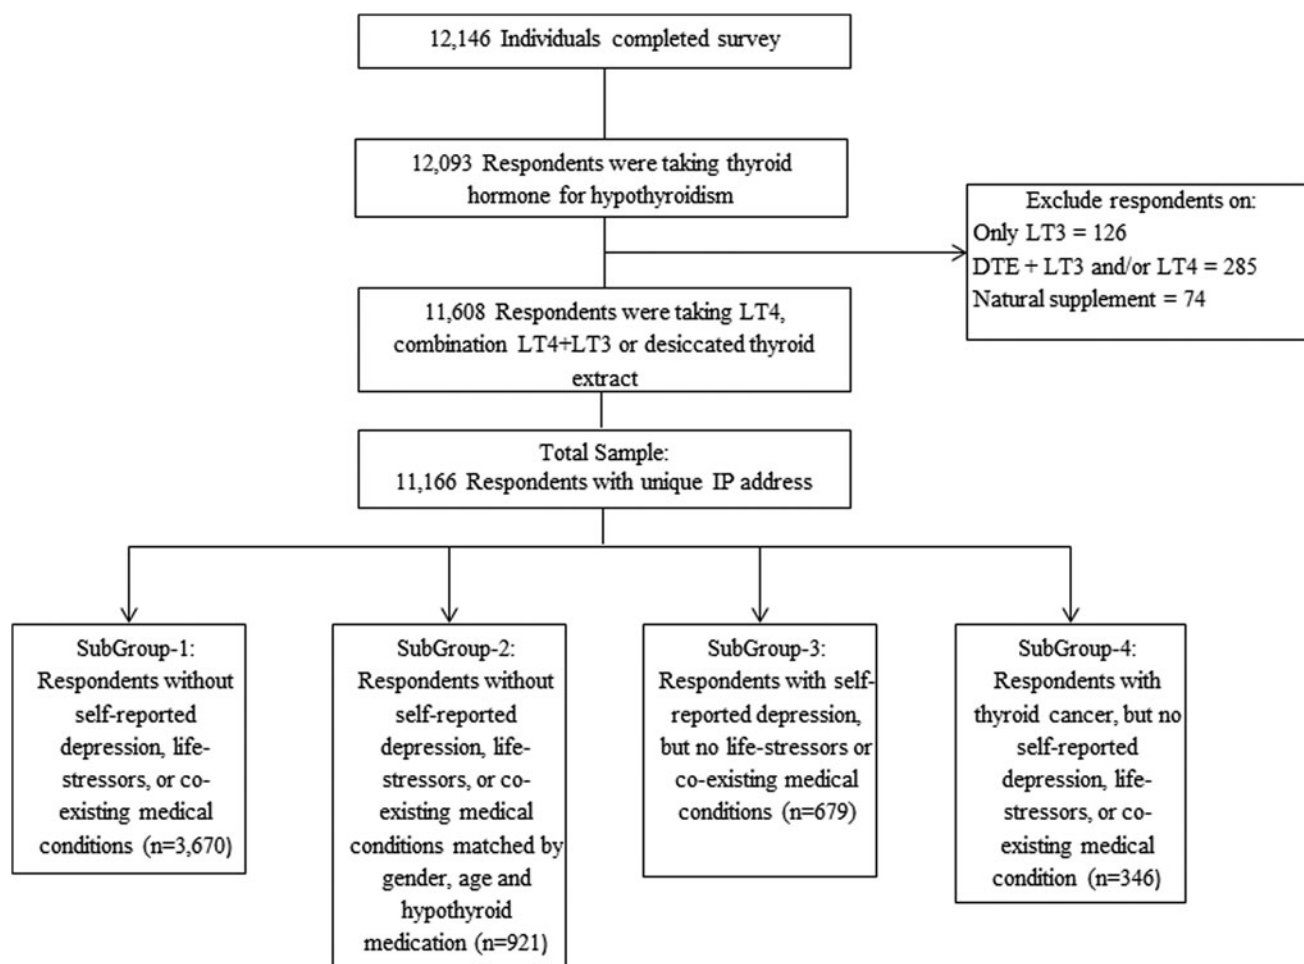 12,146 Individuals completed survey
12,093 Respondents were taking thyroid
hormone for hypothyroidism
Exclude respondents on:
Only LT3 = 126
DTE + LT3 and/or LT4 = 285
Natural supplement = 74
11,608 Respondents were taking LT4,
combination LT4+LT3 or desiccated thyroid
extract
Total Sample:
11,166 Respondents with unique IP address
SubGroup-1:
Respondents without
self-reported
depression, life-
stressors, or co-
existing medical
conditions (n=3,670)
SubGroup-2:
Respondents without
self-reported
depression, life-
stressors, or co-
existing medical
conditions matched by
gender, age and
hypothyroid
medication (n=921)
SubGroup-3:
Respondents with self-
reported depression,
but no life-stressors or
co-existing medical
conditions (n=679)
SubGroup-4:
Respondents with
thyroid cancer, but no
self-reported
depression, life-
stressors, or co-
existing medical
condition (n=346)